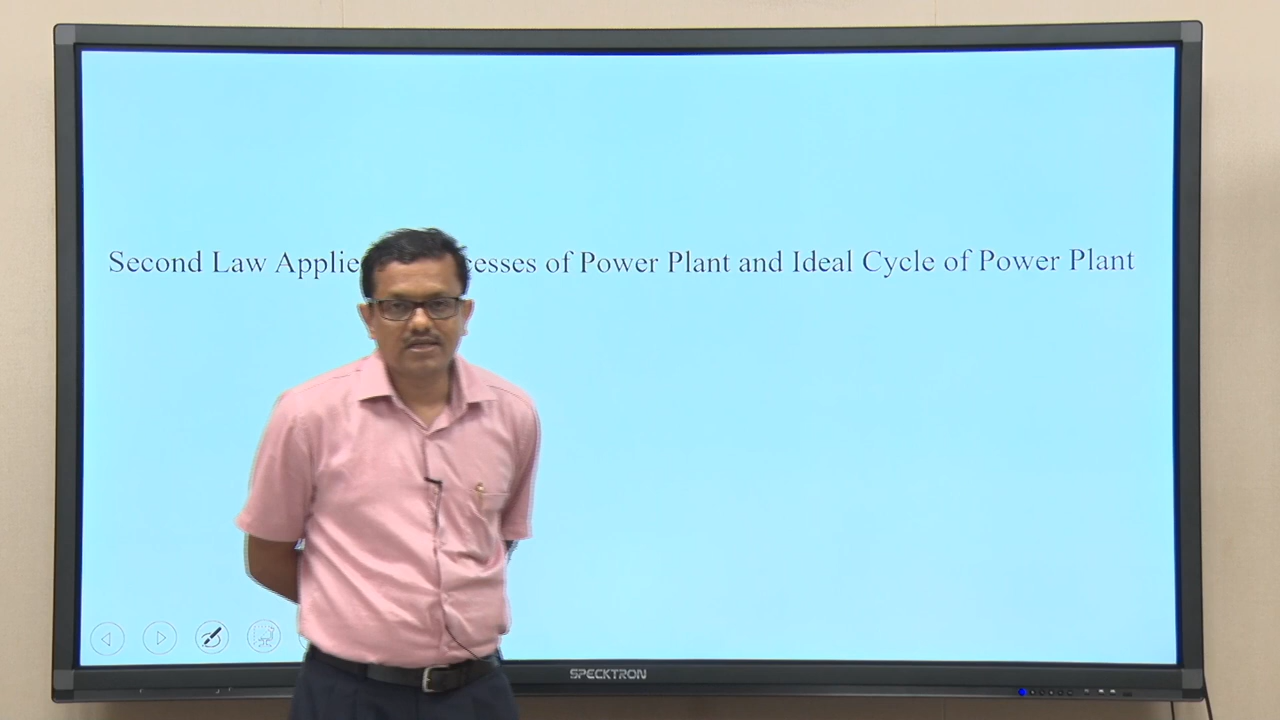 Second Law Applie cesses of Power Plant and Ideal Cycle of Power Plant
SPECKTRON